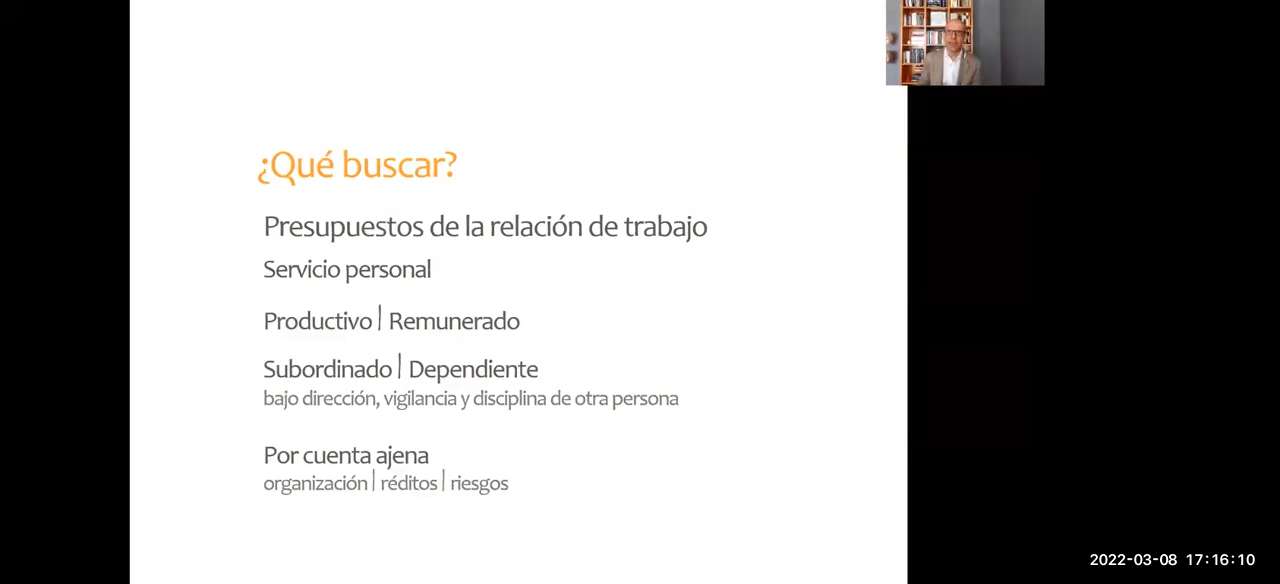 ¿Qué buscar?
Presupuestos de la relación de trabajo
Servicio personal
Productivo | Remunerado
Subordinado | Dependiente
bajo dirección, vigilancia y disciplina de otra persona
Por cuenta ajena
organización | réditos | riesgos
2022-03-08 17:16:10